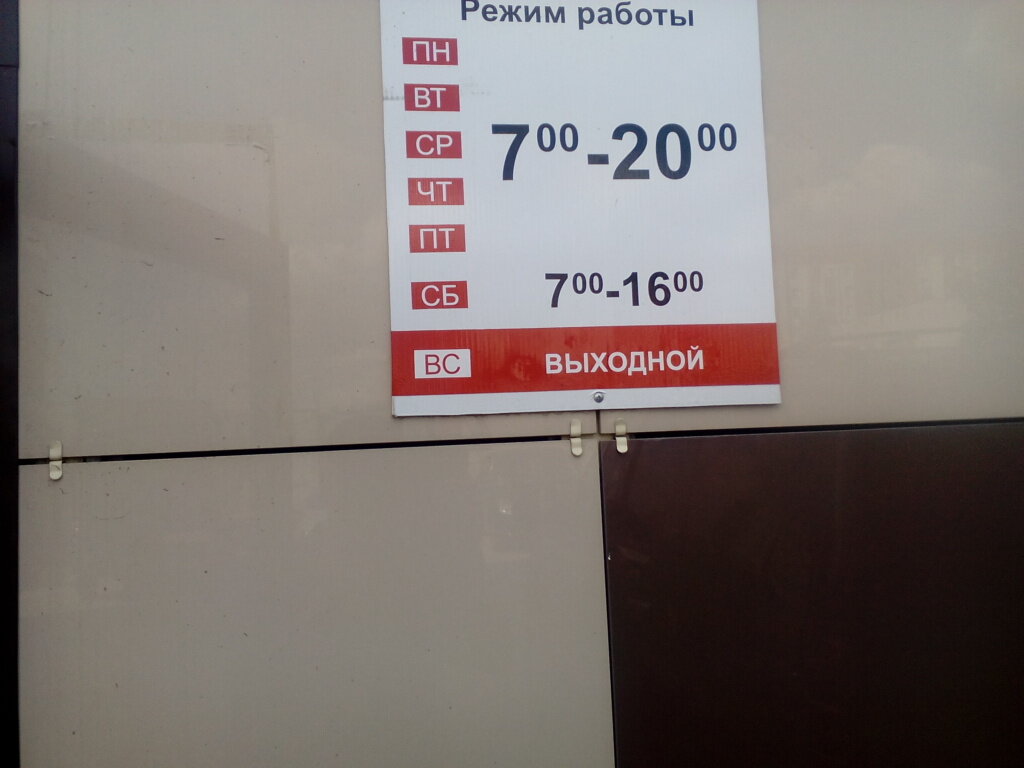 Режим работы
ПН
ВТ
СР
7⁰⁰-20⁰⁰
ЧТ
ПТ
СБ 7⁰⁰-16⁰⁰
ВС ВЫХОДНОЙ